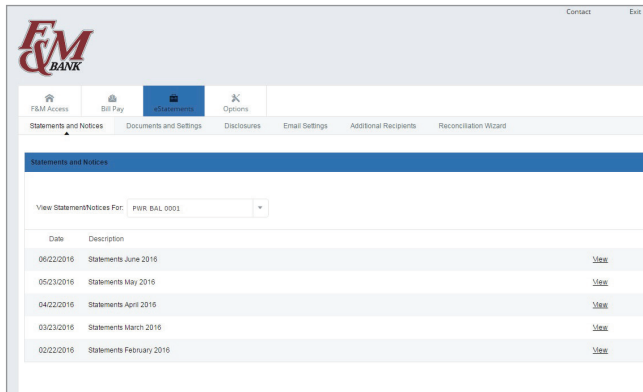 Contact Exit
F&M
BANK
F&M Access Bill Pay eStatements Options
Statements and Notices Documents and Settings Disclosures Email Settings Additional Recipients Reconciliation Wizard
Statements and Notices
View Statement/Notices For: PWR BAL 0001
Date Description
06/22/2016 Statements June 2016 View
05/23/2016 Statements May 2016 View
04/22/2016 Statements April 2016 View
03/23/2016 Statements March 2016 View
02/22/2016 Statements February 2016 View